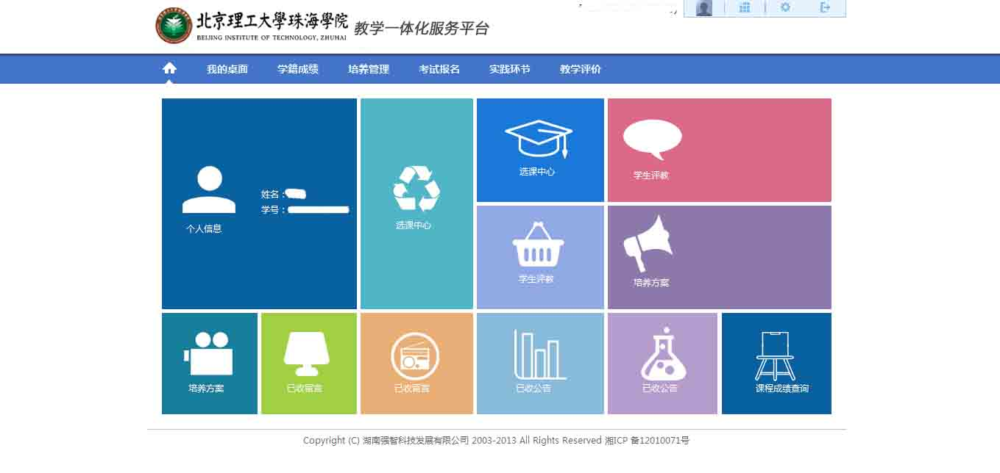 北京理工大學珠海學院
BEIJING INSTITUTE OF TECHNOLOGY, ZHUHAI
教学一体化服务平台
我的桌面 学籍成绩 培养管理 考试报名 实践环节 教学评价
选课中心
学生评教
姓名：
学号：
个人信息
选课中心
学生评教
培养方案
培养方案
已收留言
已收留言
已收公告
已收公告
课程成绩查询
Copyright (C) 湖南强智科技发展有限公司 2003-2013 All Rights Reserved 湘ICP 备12010071号